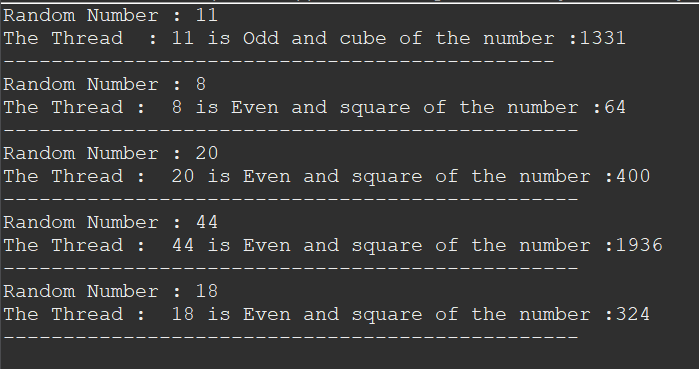 Random Number : 11
The Thread  : 11 is Odd and cube of the number :1331
-----------------------------------------------
Random Number : 8
The Thread :  8 is Even and square of the number :64
-------------------------------------------------
Random Number : 20
The Thread :  20 is Even and square of the number :400
-------------------------------------------------
Random Number : 44
The Thread :  44 is Even and square of the number :1936
-------------------------------------------------
Random Number : 18
The Thread :  18 is Even and square of the number :324
-------------------------------------------------